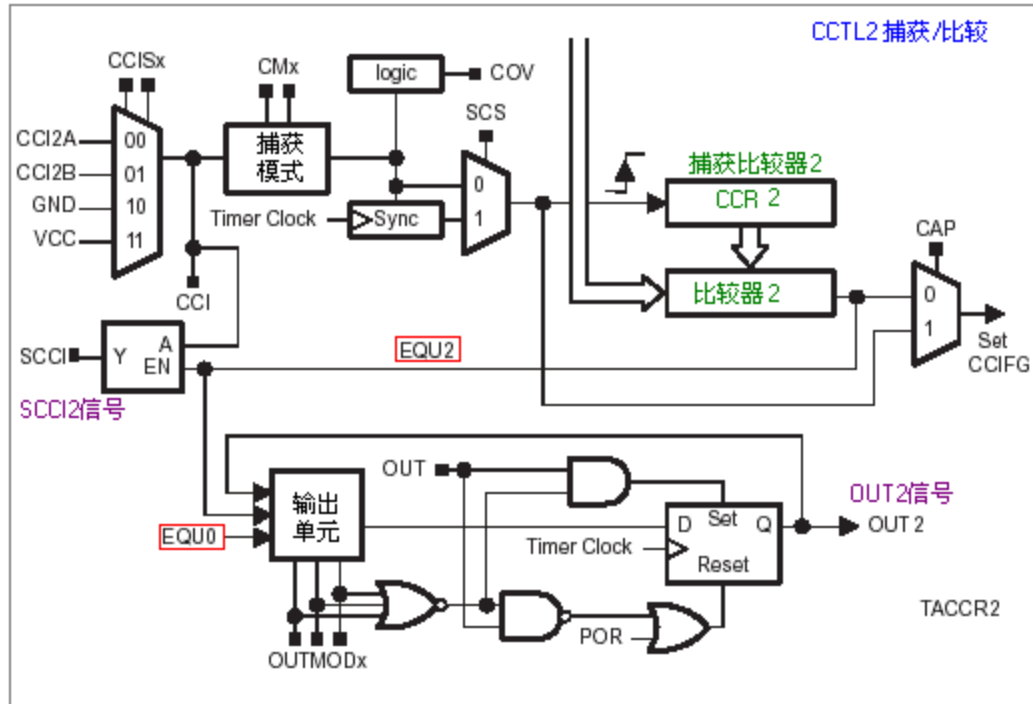 CCTL2 捕获/比较
CCISx
CMx
logic
COV
SCS
CCI2A
00
捕获
模式
捕获比较器2
CCI2B
01
0
CCR 2
GND
10
Timer Clock
Sync
1
CAP
VCC
11
CCI
比较器2
0
1
Set
CCIFG
SCCI
Y
A
EN
EQU2
SCCI2信号
OUT
OUT2信号
输出
单元
D
Set
Q
OUT 2
EQU0
Timer Clock
Reset
TACCR2
POR
OUTMODx